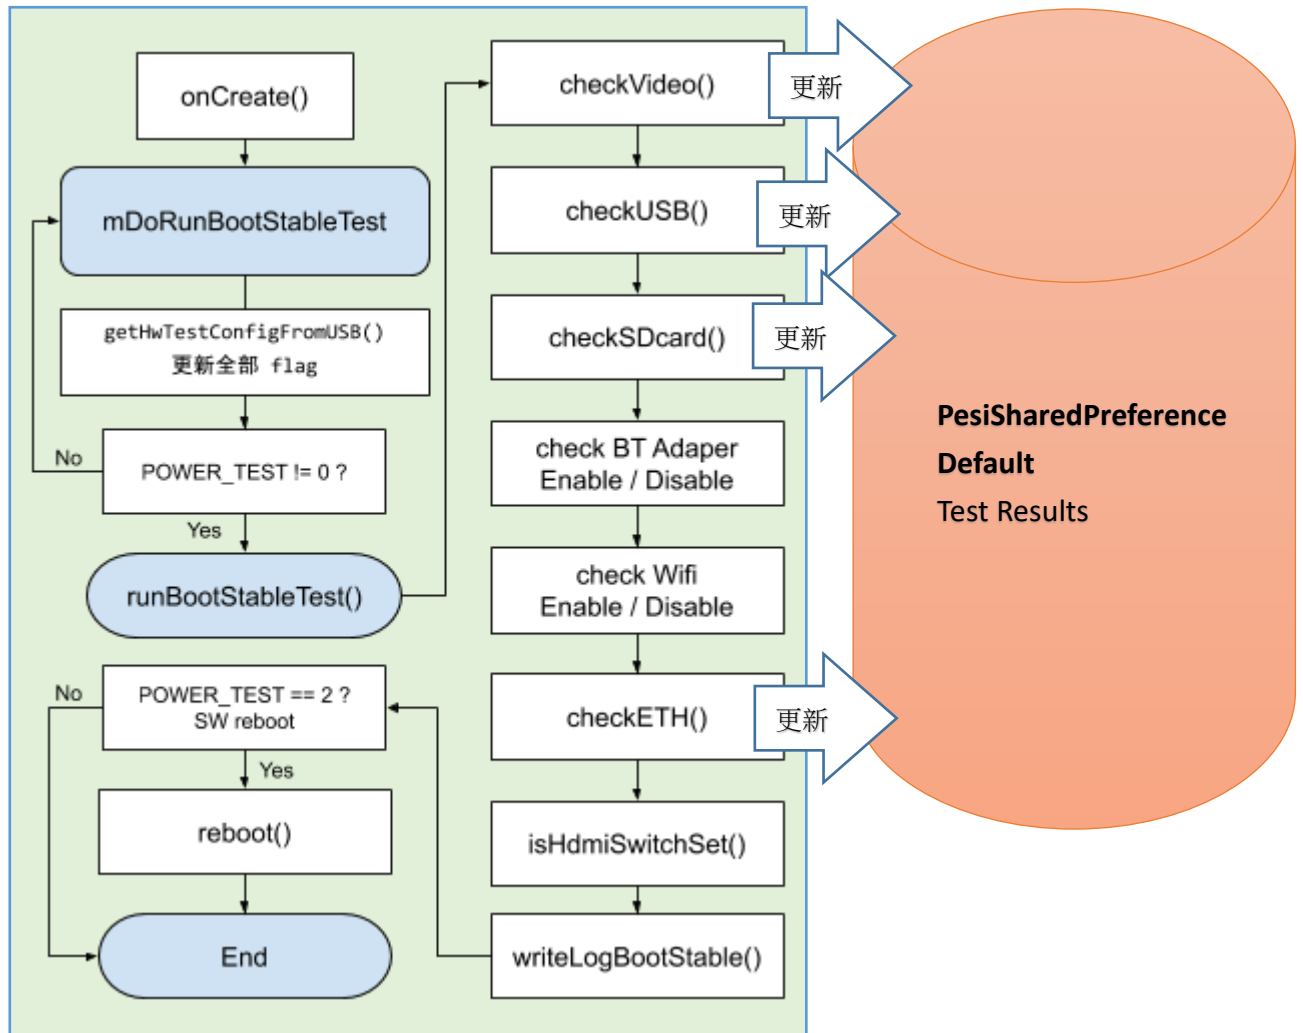 onCreate()
mDoRunBootStableTest
getHwTestConfigFromUSB()
更新全部 flag
No
POWER_TEST != 0 ?
Yes
runBootStableTest()
checkVideo()
更新
checkUSB()
更新
checkSDcard()
更新
check BT Adaper
Enable / Disable
check Wifi
Enable / Disable
checkETH()
更新
isHdmiSwitchSet()
writeLogBootStable()
No
POWER_TEST == 2 ?
SW reboot
Yes
reboot()
End
PesiSharedPreference
Default
Test Results